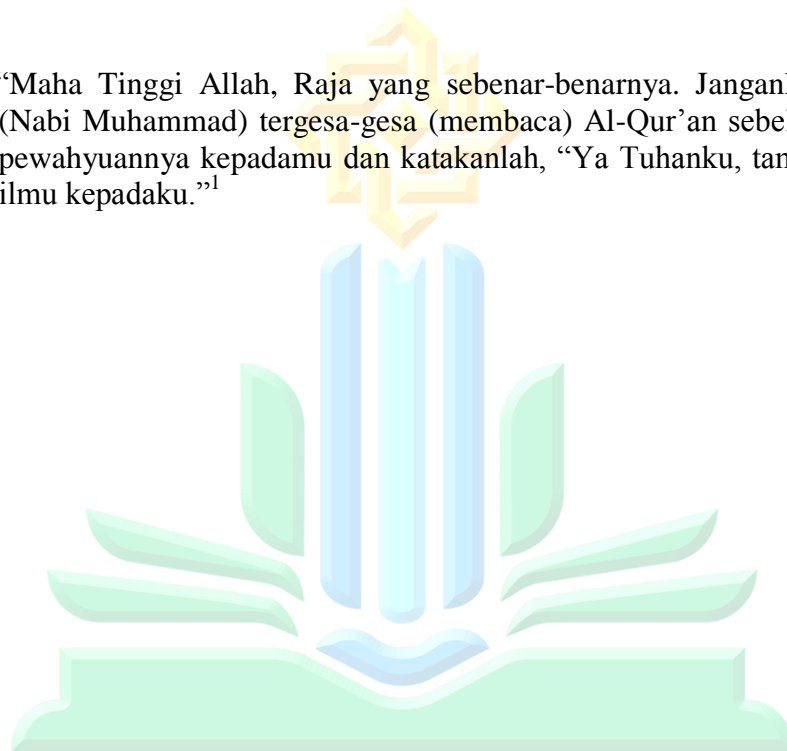 “Maha Tinggi Allah, Raja yang sebenar-benarnya.
(Nabi Muhammad) tergesa-gesa (membaca) Al-Qur’an
pewahyuannya kepadamu dan katakanlah, “Ya Tuhanku,
ilmu kepadaku.”¹